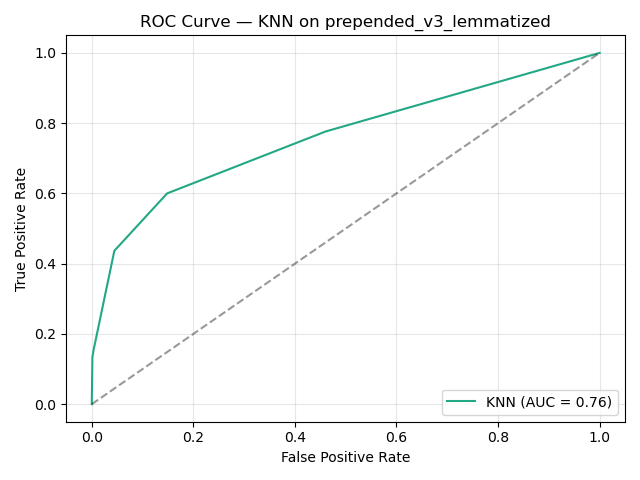 ROC Curve — KNN on prepended_v3_lemmatized
True Positive Rate
1.0
0.8
0.6
0.4
0.2
0.0
0.0 0.2 0.4 0.6 0.8 1.0
False Positive Rate
KNN (AUC = 0.76)